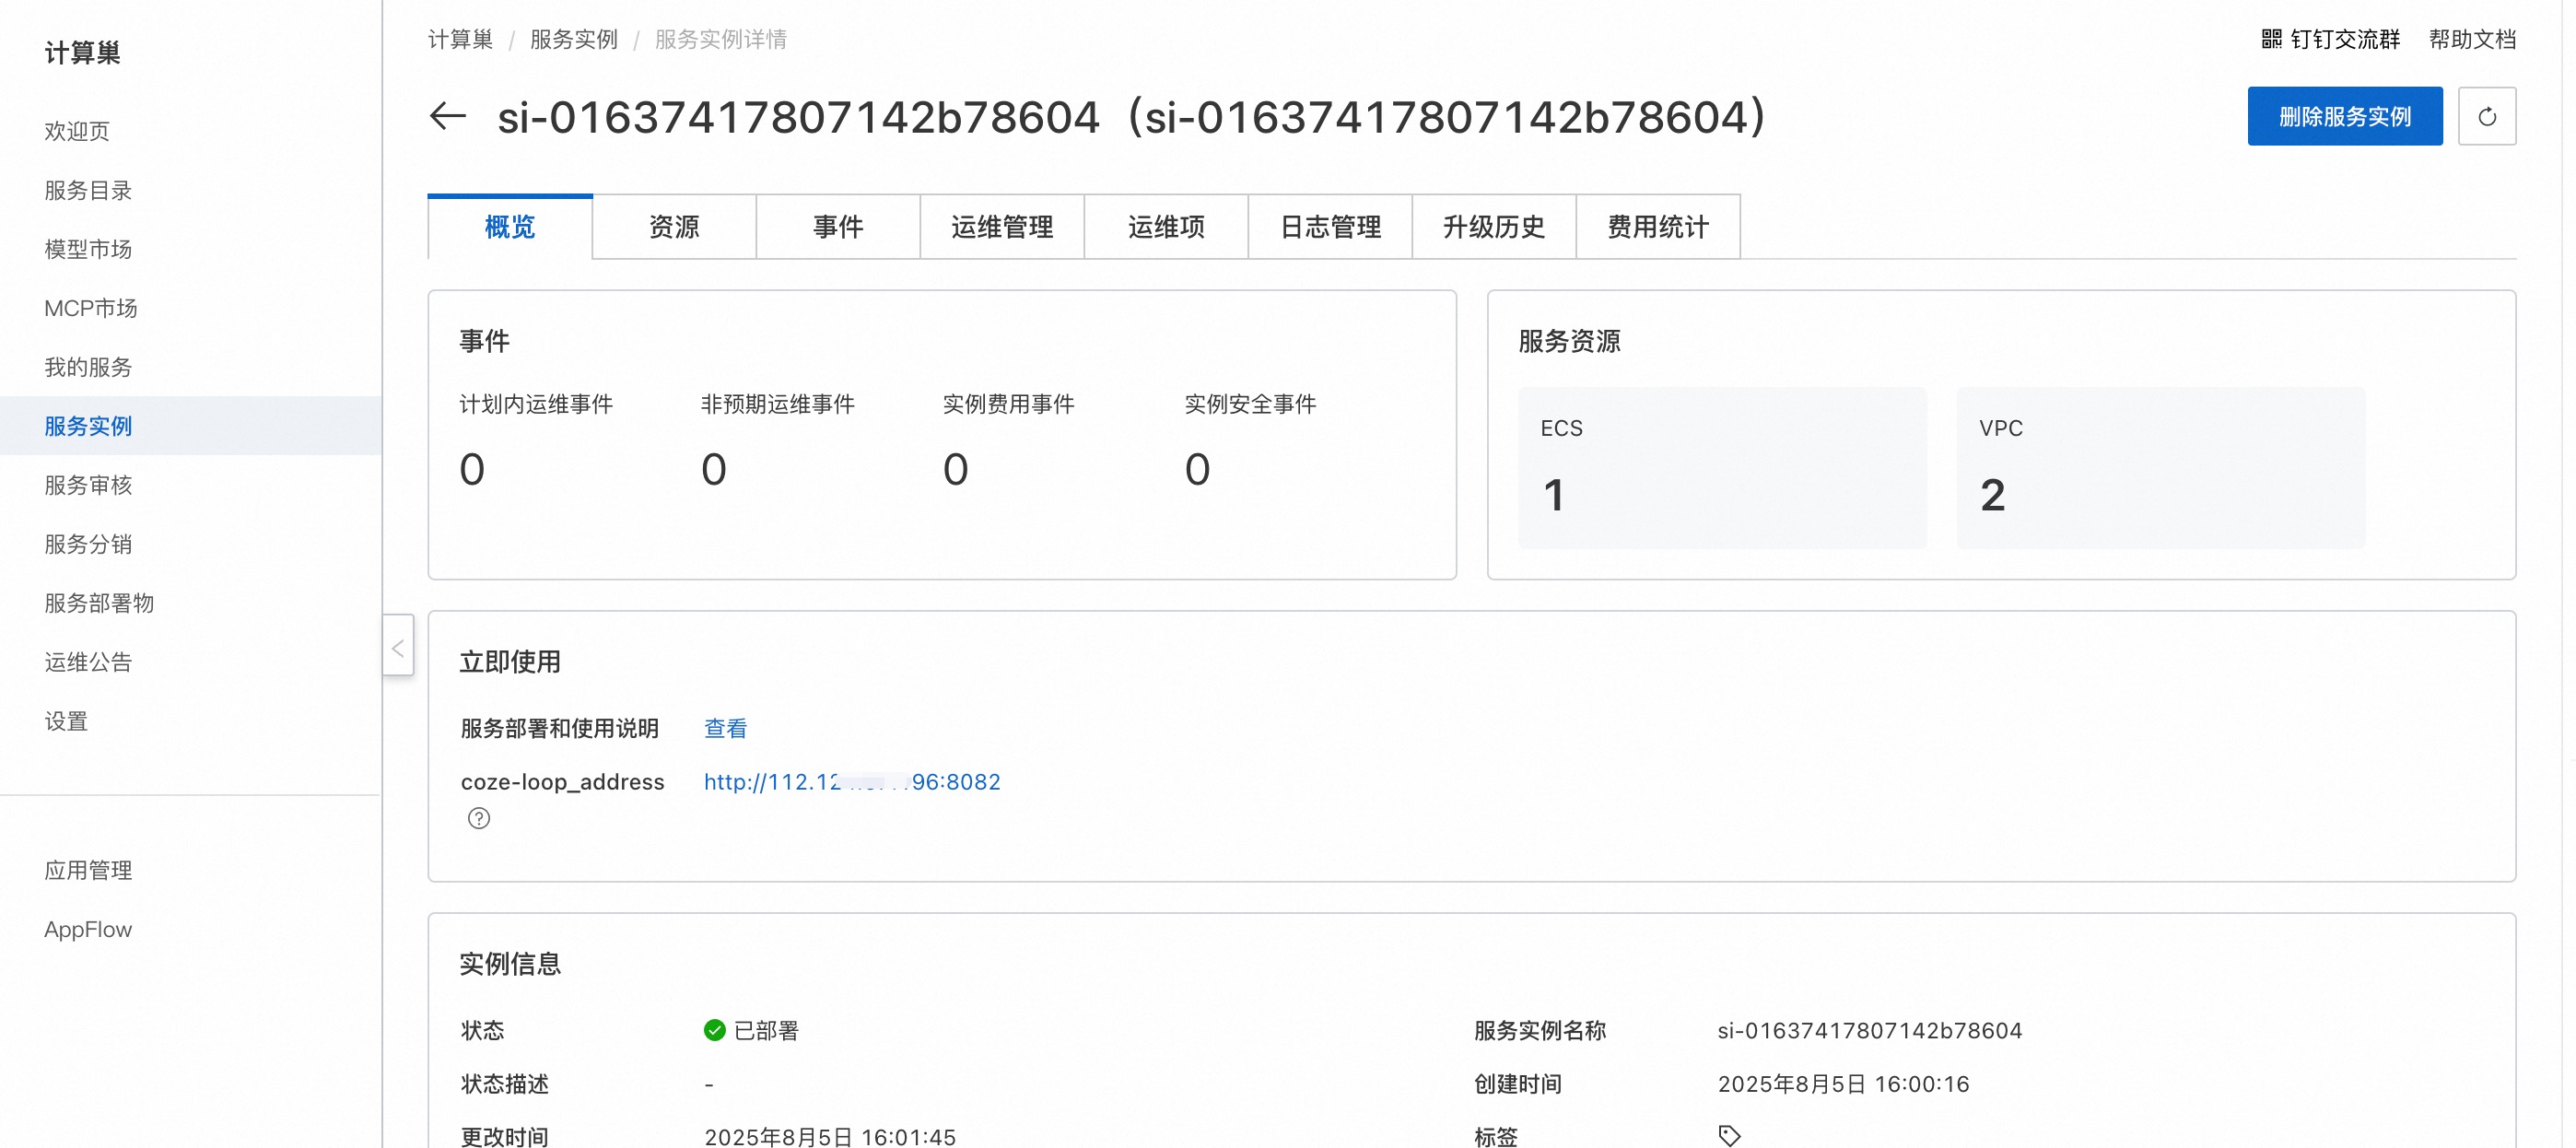 计算巢
欢迎页
服务目录
模型市场
MCP市场
我的服务
服务实例
服务审核
服务分销
服务部署物
运维公告
设置
应用管理
AppFlow
计算巢 / 服务实例 / 服务实例详情
钉钉交流群 帮助文档
si-01637417807142b78604（si-01637417807142b78604）
删除服务实例
概览 资源 事件 运维管理 运维项 日志管理 升级历史 费用统计
事件
计划内运维事件 非预期运维事件 实例费用事件 实例安全事件
0 0 0 0
服务资源
ECS VPC
1 2
立即使用
服务部署和使用说明 查看
coze-loop_address http://112.12 96:8082
实例信息
状态 已部署
服务实例名称 si-01637417807142b78604
状态描述 -
创建时间 2025年8月5日 16:00:16
更改时间 2025年8月5日 16:01:45
标签